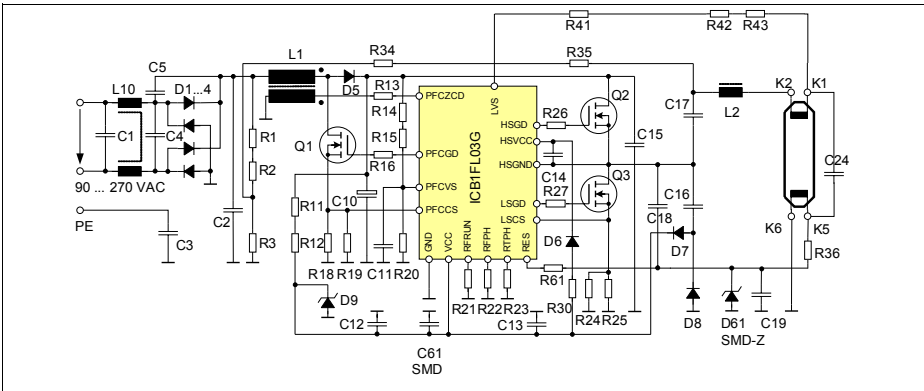 R41
R42
R43
R34
R35
L1
C5
D5
R13
L10
D1...4
PFCZCD
LVS
R26
Q2
K2
K1
R14
HSGD
C17
L2
C1
C4
R1
R15
HSVCC
C15
Q1
PFCGD
ICB1FL03G
HSGND
R2
R16
C14
Q3
C24
90 ... 270 VAC
PFCVS
R27
C16
R11
C10
LSGD
C18
PE
PFCCS
LSCS
K6
K5
C2
D6
D7
C3
R3
R12
GND
VCC
RFRUN
RFPH
RTPH
RES
R36
R18
R19
C11
R20
R61
D9
R21
R22
R23
R30
R24
R25
D8
D61
SMD-Z
C19
C12
C13
C61
SMD